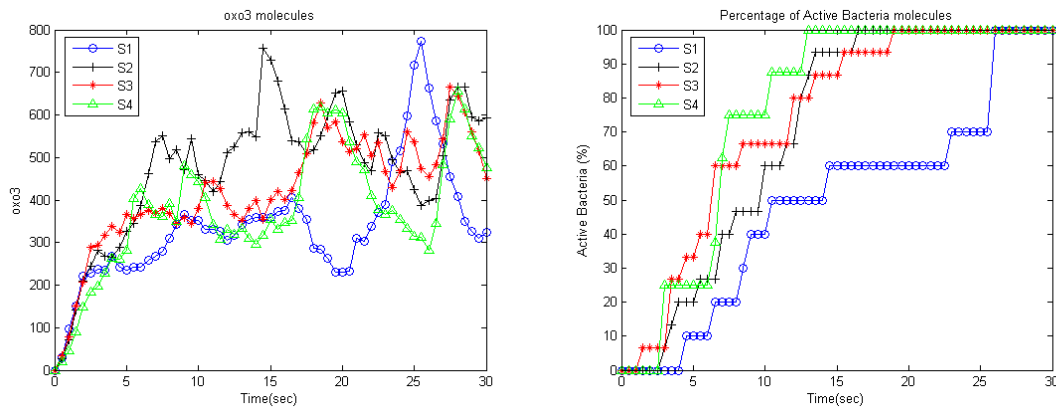 oxo3 molecules
800
700
600
500
400
300
200
100
0
oxo3
S1
S2
S3
S4
0
5
10
15
20
25
30
Time(sec)
Percentage of Active Bacteria molecules
100
90
80
70
60
50
40
30
20
10
0
Active Bacteria (%)
S1
S2
S3
S4
0
5
10
15
20
25
30
Time(sec)